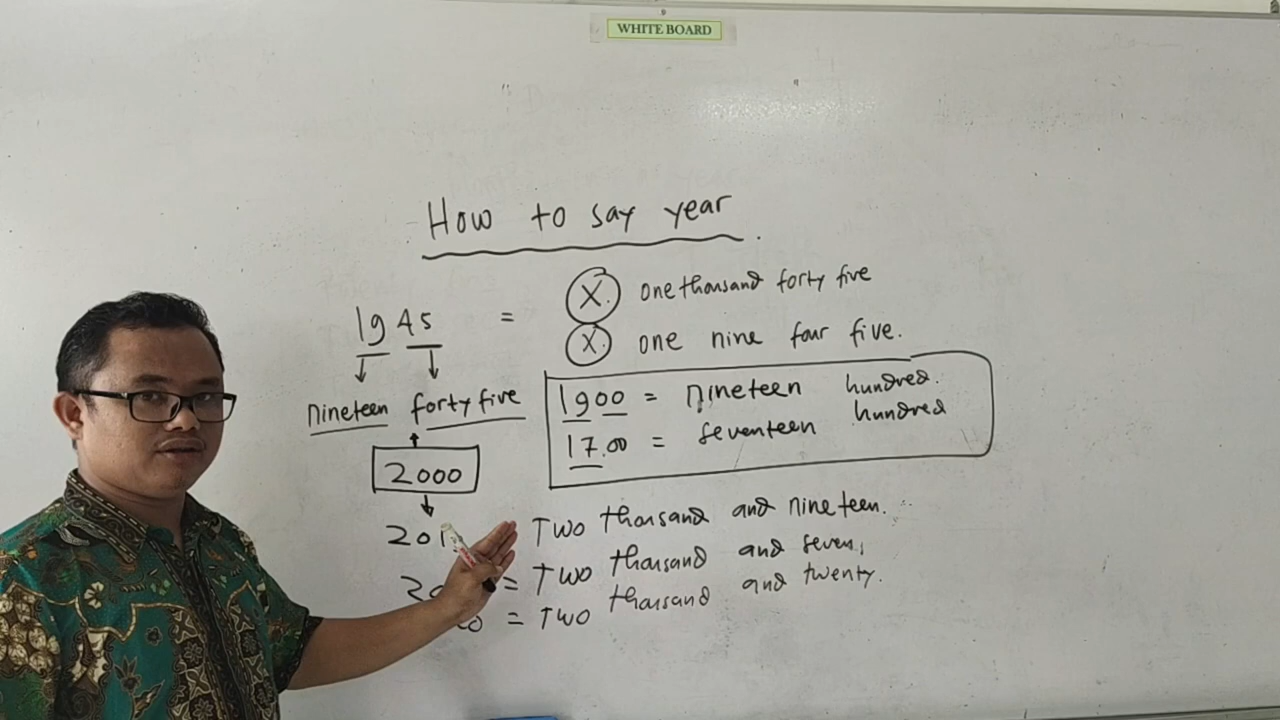 WHITE BOARD
How to say year
1945 = X. one thousand forty five
X. one nine four five.
nineteen forty five
1900 = nineteen hundred.
17.00 = seventeen hundred
2000
201 Two thousand and nineteen.
20 = Two thousand and seven,
= Two thousand and twenty.